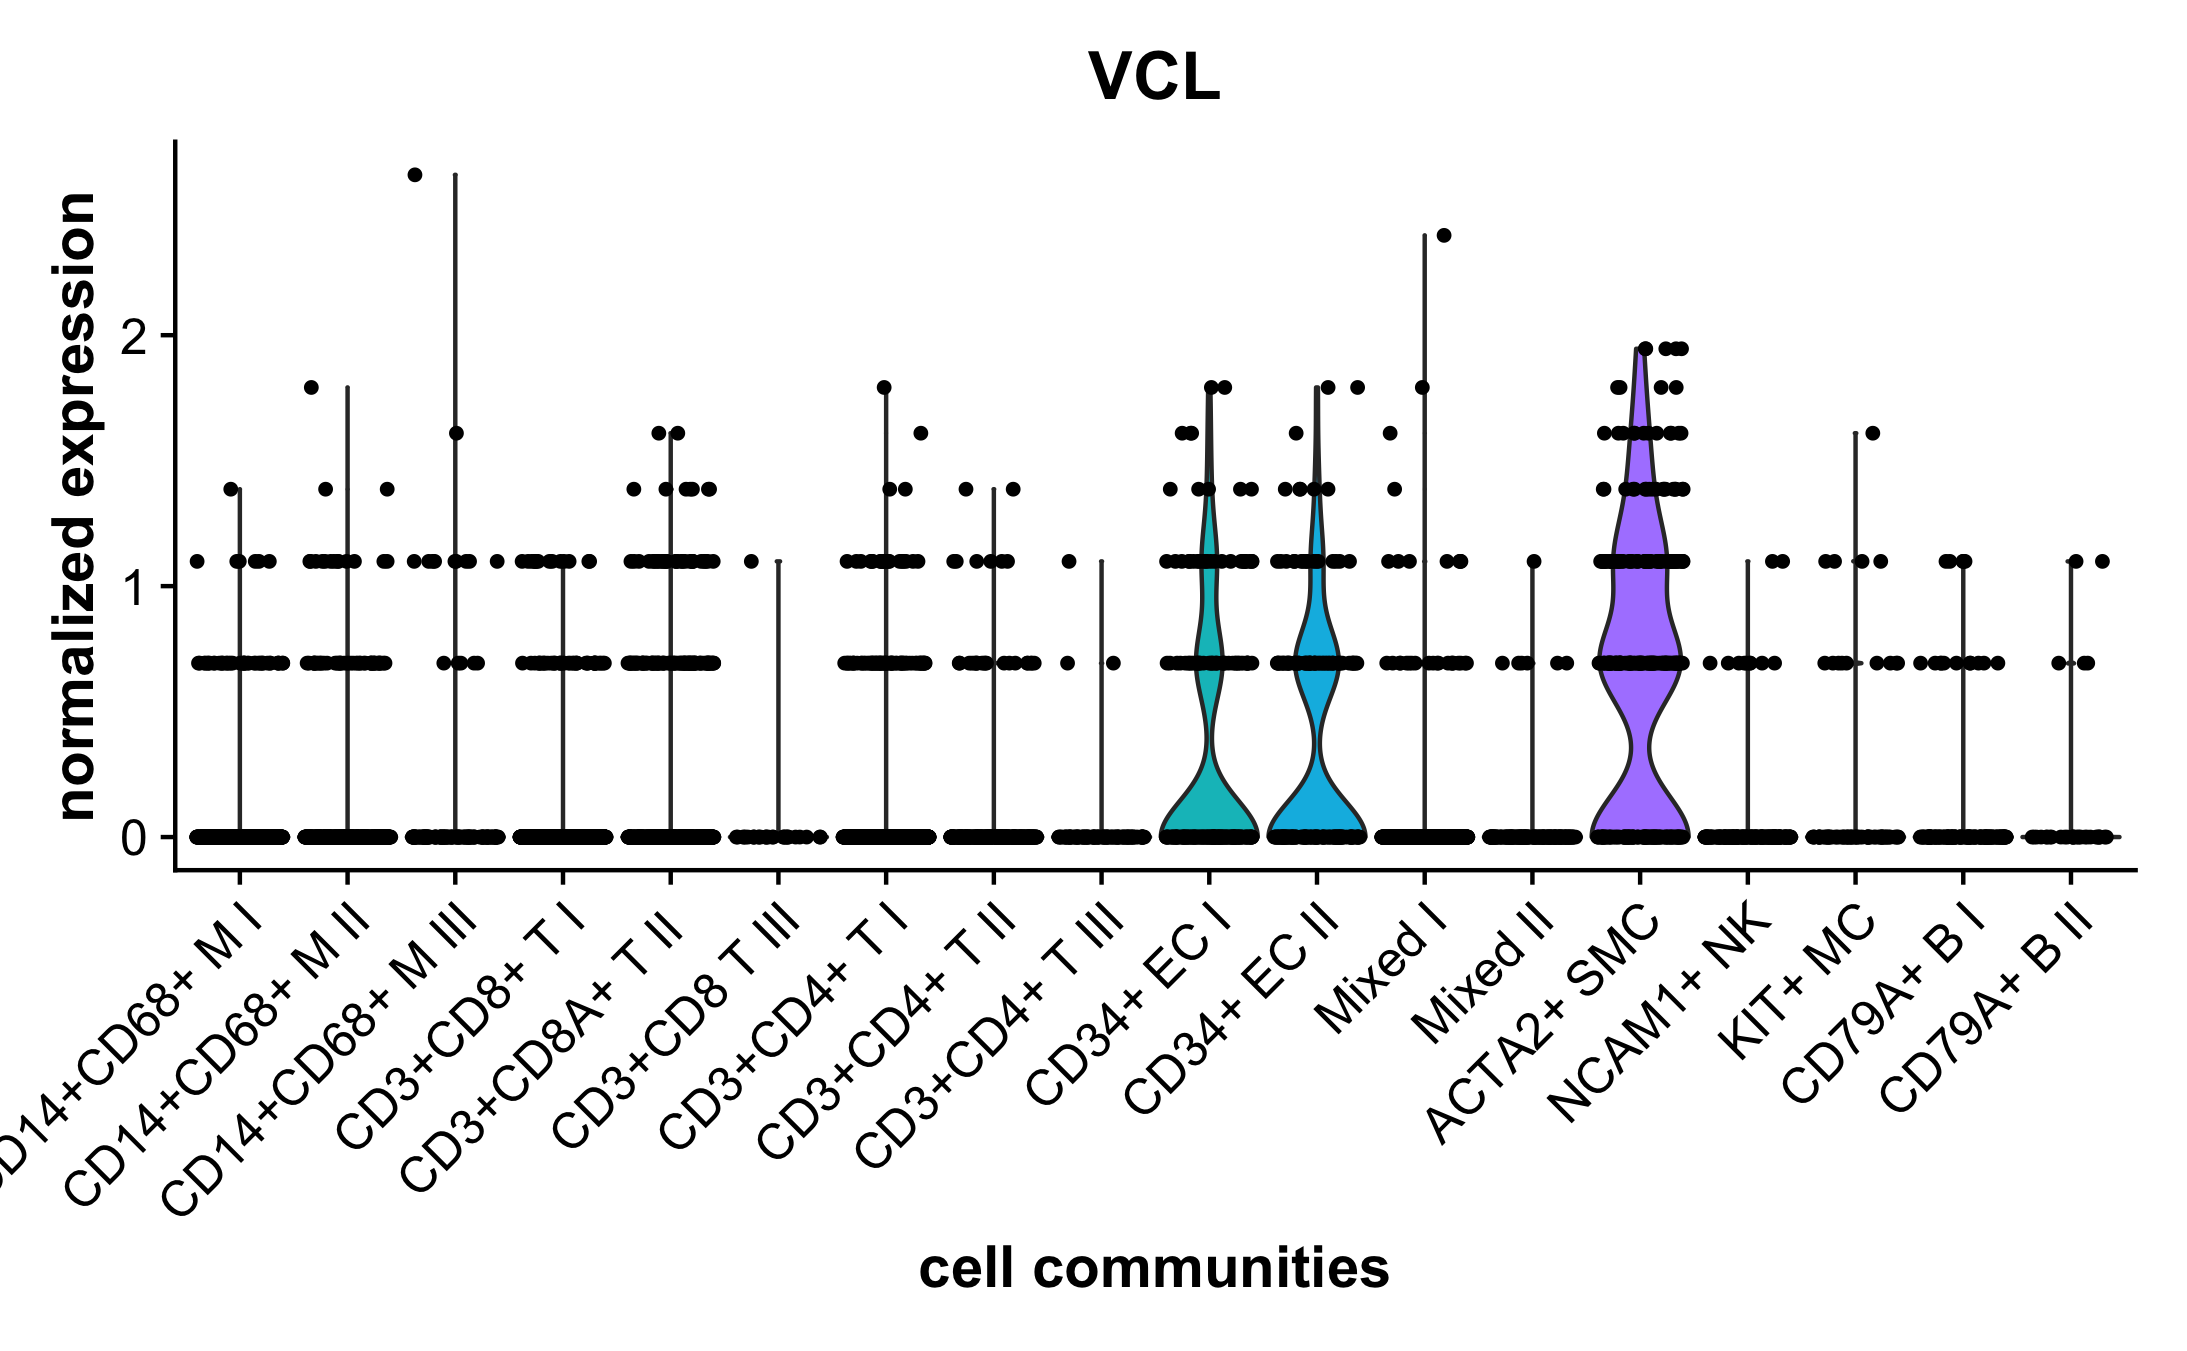 VCL
normalized expression
2
1
0
CD14+CD68+ M I
CD14+CD68+ M II
CD14+CD68+ M III
CD3+CD8+ T I
CD3+CD8A+ T II
CD3+CD8 T III
CD3+CD4+ T I
CD3+CD4+ T II
CD3+CD4+ T III
CD34+ EC I
CD34+ EC II
Mixed I
Mixed II
ACTA2+ SMC
NCAM1+ NK
KIT+ MC
CD79A+ B I
CD79A+ B II
cell communities